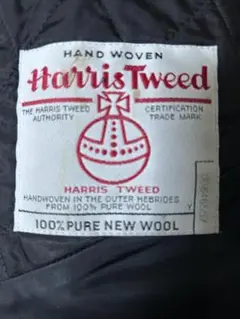 HAND WOVEN
Harris Tweed
THE HARRIS TWEED CERTIFICATION
AUTHORITY TRADE MARK
HARRIS TWEED
HANDWOVEN IN THE OUTER HEBRIDES
FROM 100% PURE WOOL Y
100% PURE NEW WOOL